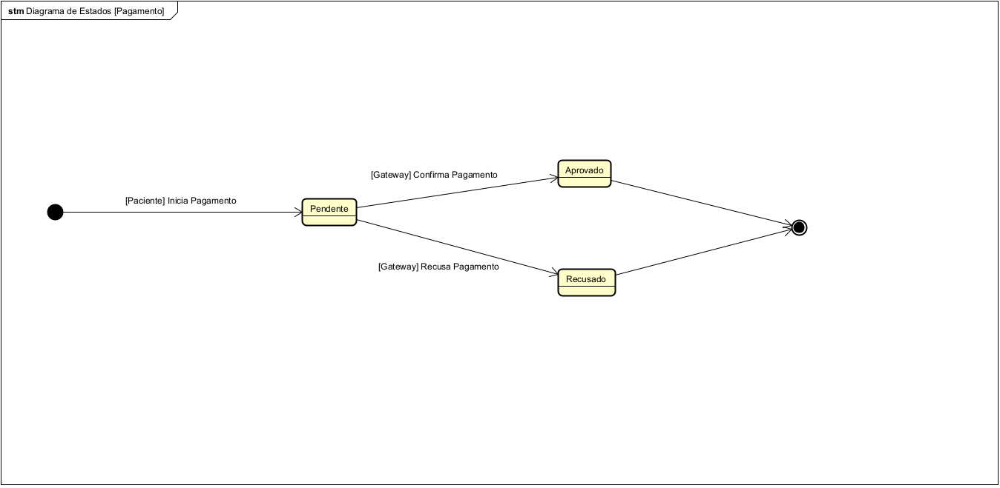 stm Diagrama de Estados [Pagamento]
[Gateway] Confirma Pagamento
Aprovado
[Paciente] Inicia Pagamento
Pendente
[Gateway] Recusa Pagamento
Recusado